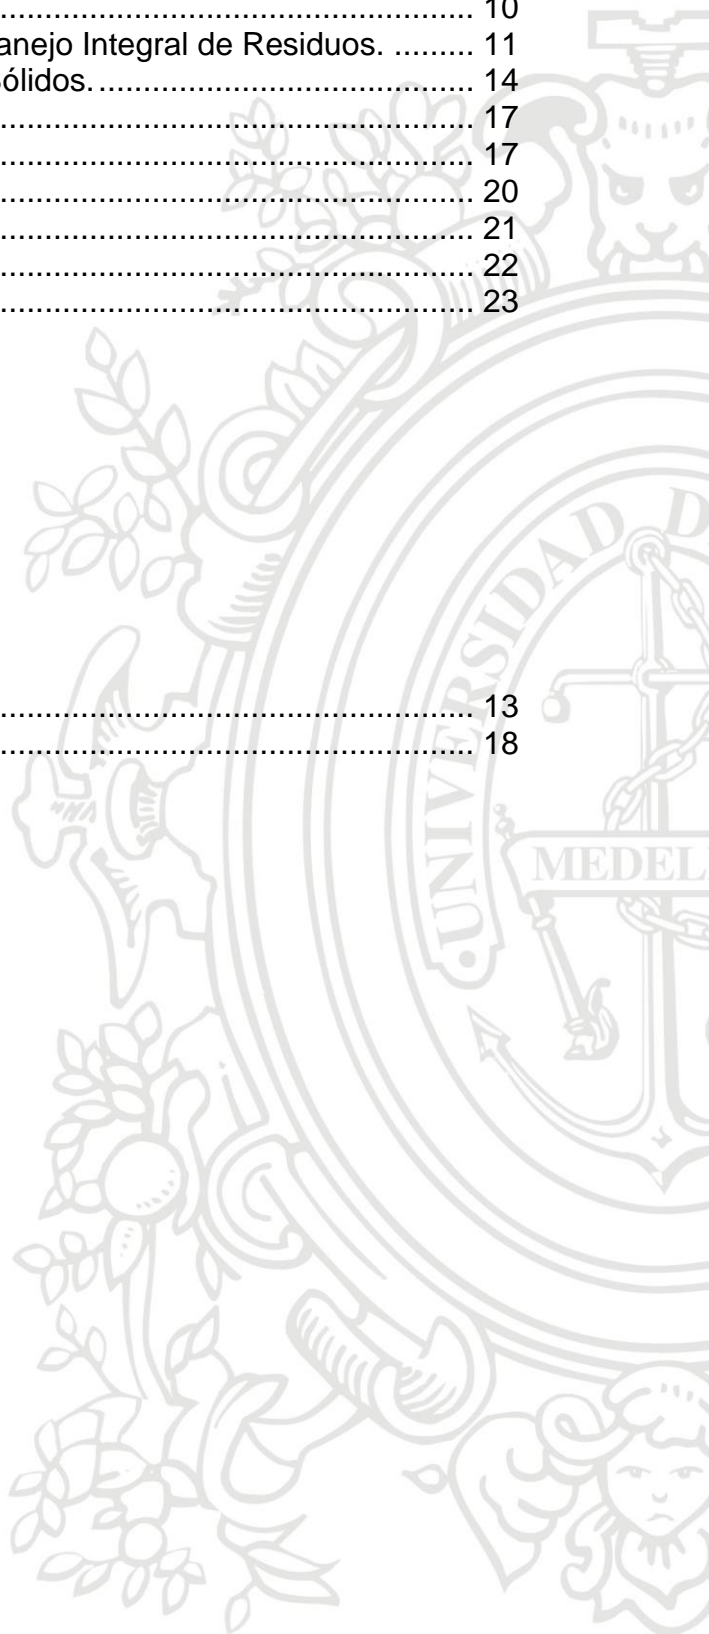 .................................................... 10
anejo Integral de Residuos. ......... 11
ólidos. ......................................... 14
.................................................... 17
.................................................... 17
.................................................... 20
.................................................... 21
.................................................... 22
.................................................... 23
.................................................... 13
.................................................... 18
UNIVERSIDAD D
MEDEL